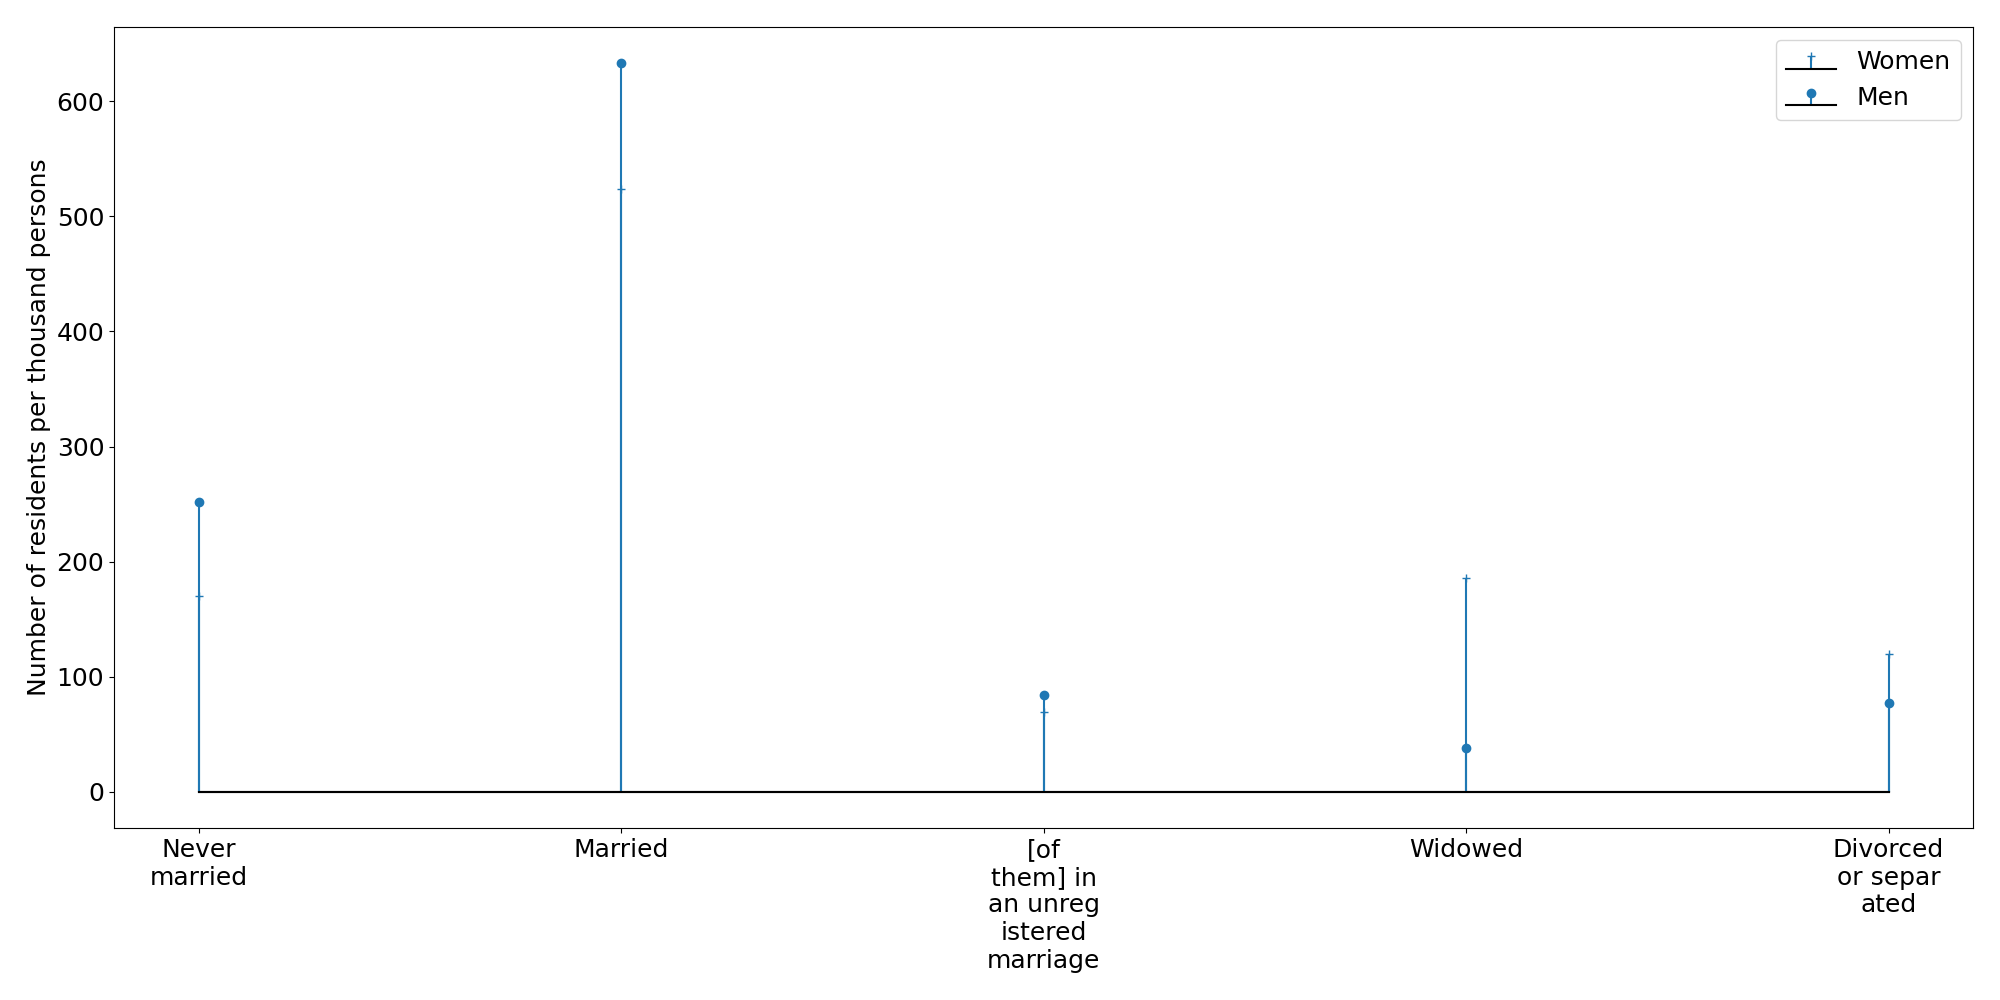 Number of residents per thousand persons
600
500
400
300
200
100
0
Women
Men
Never
married
Married
[of
them] in
an unreg
istered
marriage
Widowed
Divorced
or separ
ated